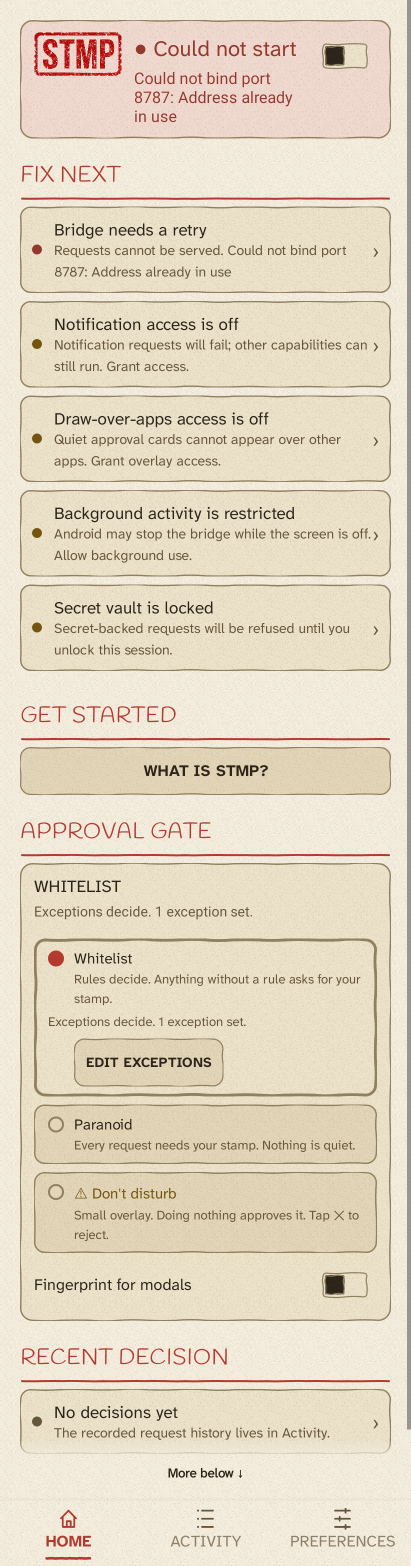 STMP
● Could not start
Could not bind port
8787: Address already
in use
FIX NEXT
Bridge needs a retry
Requests cannot be served. Could not bind port
8787: Address already in use
Notification access is off
Notification requests will fail; other capabilities can
still run. Grant access.
Draw-over-apps access is off
Quiet approval cards cannot appear over other
apps. Grant overlay access.
Background activity is restricted
Android may stop the bridge while the screen is off.
Allow background use.
Secret vault is locked
Secret-backed requests will be refused until you
unlock this session.
GET STARTED
WHAT IS STMP?
APPROVAL GATE
WHITELIST
Exceptions decide. 1 exception set.
Whitelist
Rules decide. Anything without a rule asks for your
stamp.
Exceptions decide. 1 exception set.
EDIT EXCEPTIONS
Paranoid
Every request needs your stamp. Nothing is quiet.
⚠ Don't disturb
Small overlay. Doing nothing approves it. Tap ✕ to
reject.
Fingerprint for modals
RECENT DECISION
No decisions yet
The recorded request history lives in Activity.
More below ↓
HOME
ACTIVITY
PREFERENCES